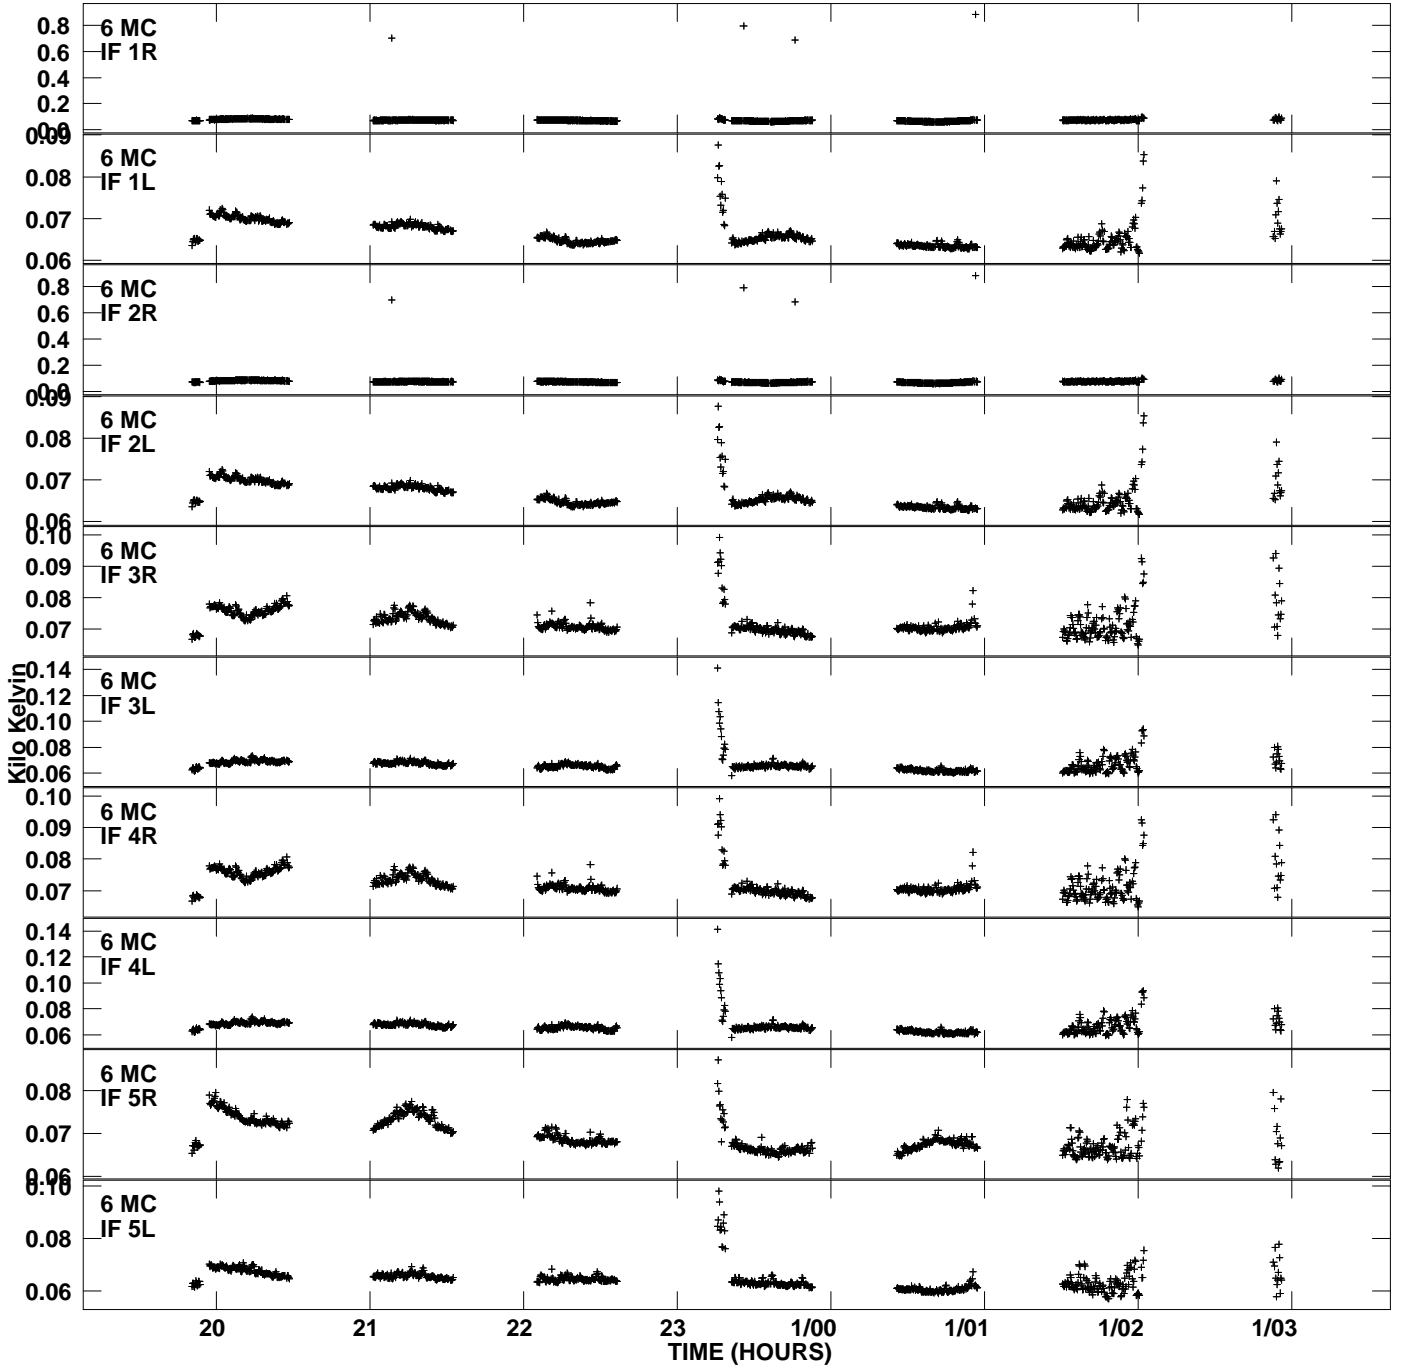 6 MC
IF 1R
0.8
0.6
0.4
0.2
0.0
6 MC
IF 1L
0.09
0.08
0.07
0.06
6 MC
IF 2R
0.8
0.6
0.4
0.2
0.0
6 MC
IF 2L
0.09
0.08
0.07
0.06
6 MC
IF 3R
0.10
0.09
0.08
0.07
6 MC
IF 3L
0.14
0.12
0.10
0.08
0.06
Kilo Kelvin
6 MC
IF 4R
0.10
0.09
0.08
0.07
6 MC
IF 4L
0.14
0.12
0.10
0.08
0.06
6 MC
IF 5R
0.08
0.07
0.06
6 MC
IF 5L
0.10
0.08
0.06
20 21 22 23 1/00 1/01 1/02 1/03
TIME (HOURS)